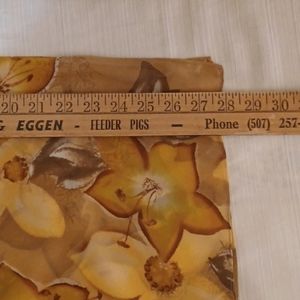 20 21 22 23 24 25 26 27 28 29 30
G EGGEN - FEEDER PIGS — Phone (507) 257-